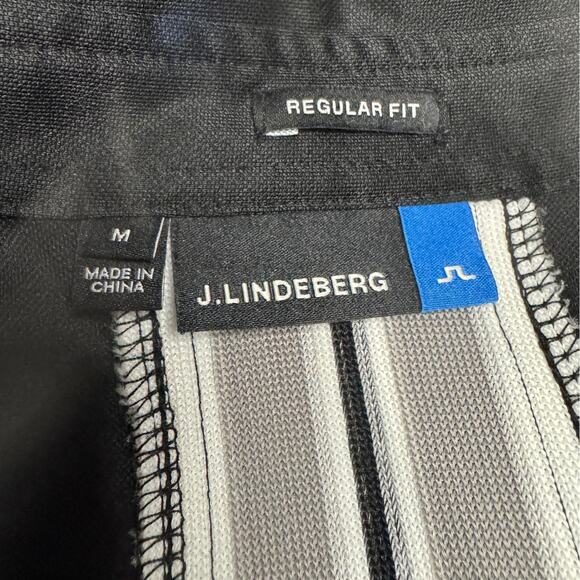 REGULAR FIT
M
MADE IN
CHINA
J.LINDEBERG